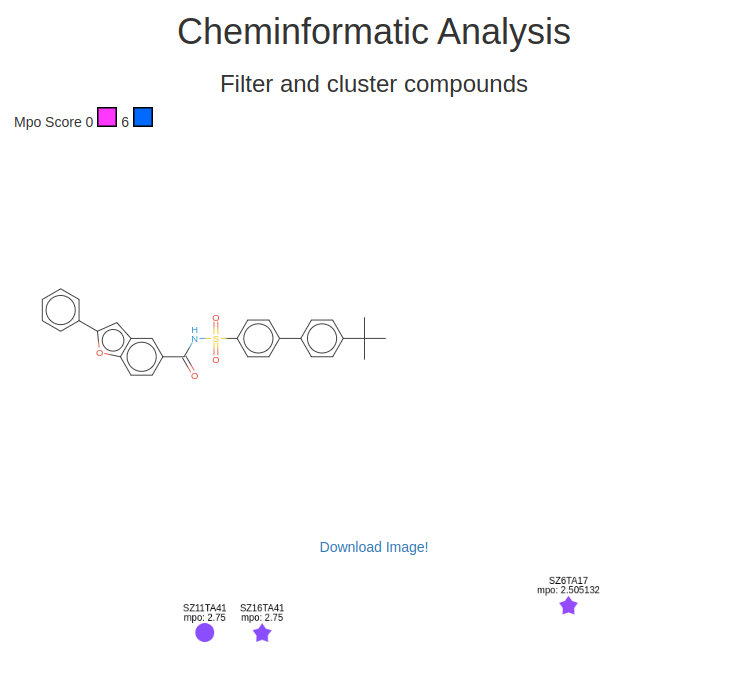 Cheminformatic Analysis
Filter and cluster compounds
Mpo Score 0 6
O
H
N
O
S
O
O
Download Image!
SZ6TA17
mpo: 2.505132
SZ11TA41
mpo: 2.75
SZ16TA41
mpo: 2.75